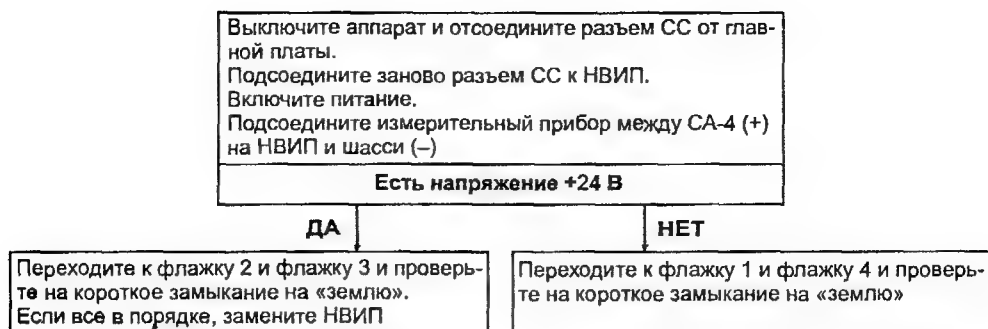 Выключите аппарат и отсоедините разъем СС от глав-
ной платы.
Подсоедините заново разъем СС к НВИП.
Включите питание.
Подсоедините измерительный прибор между СА-4 (+)
на НВИП и шасси (–)
Есть напряжение +24 В
ДА
НЕТ
Переходите к флажку 2 и флажку 3 и проверь-
те на короткое замыкание на «землю».
Если все в порядке, замените НВИП
Переходите к флажку 1 и флажку 4 и проверь-
те на короткое замыкание на «землю»